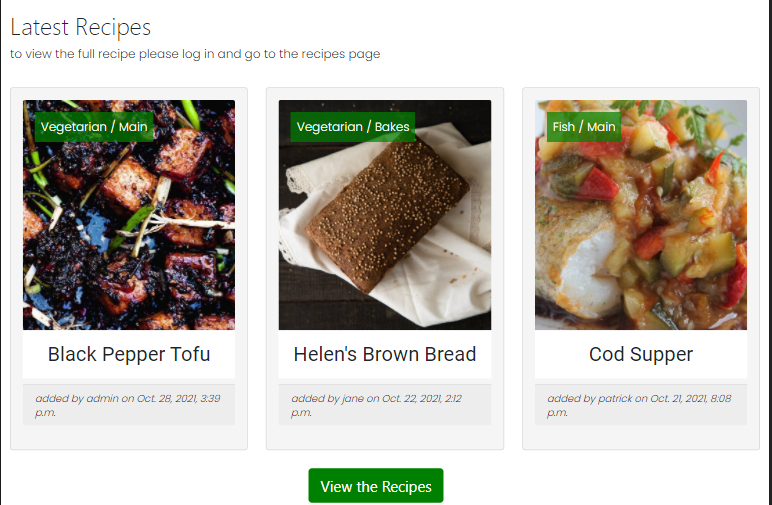 Latest Recipes
to view the full recipe please log in and go to the recipes page
Vegetarian / Main
Vegetarian / Bakes
Fish / Main
Black Pepper Tofu
Helen's Brown Bread
Cod Supper
added by admin on Oct. 28, 2021, 3:39
p.m.
added by jane on Oct. 22, 2021, 2:12
p.m.
added by patrick on Oct. 21, 2021, 8:08
p.m.
View the Recipes